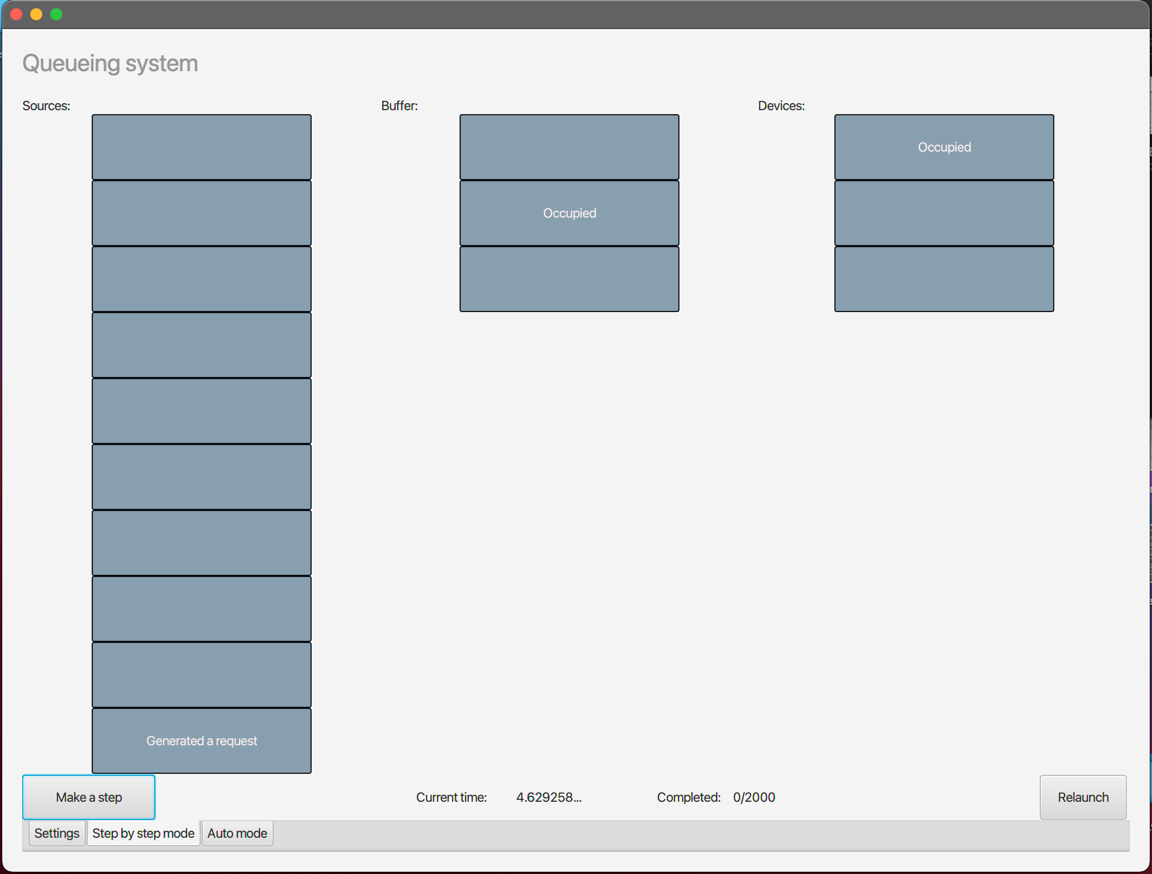 Queueing system
Sources:
Buffer:
Devices:
Occupied
Occupied
Generated a request
Make a step
Current time:
4.629258...
Completed:
0/2000
Relaunch
Settings
Step by step mode
Auto mode